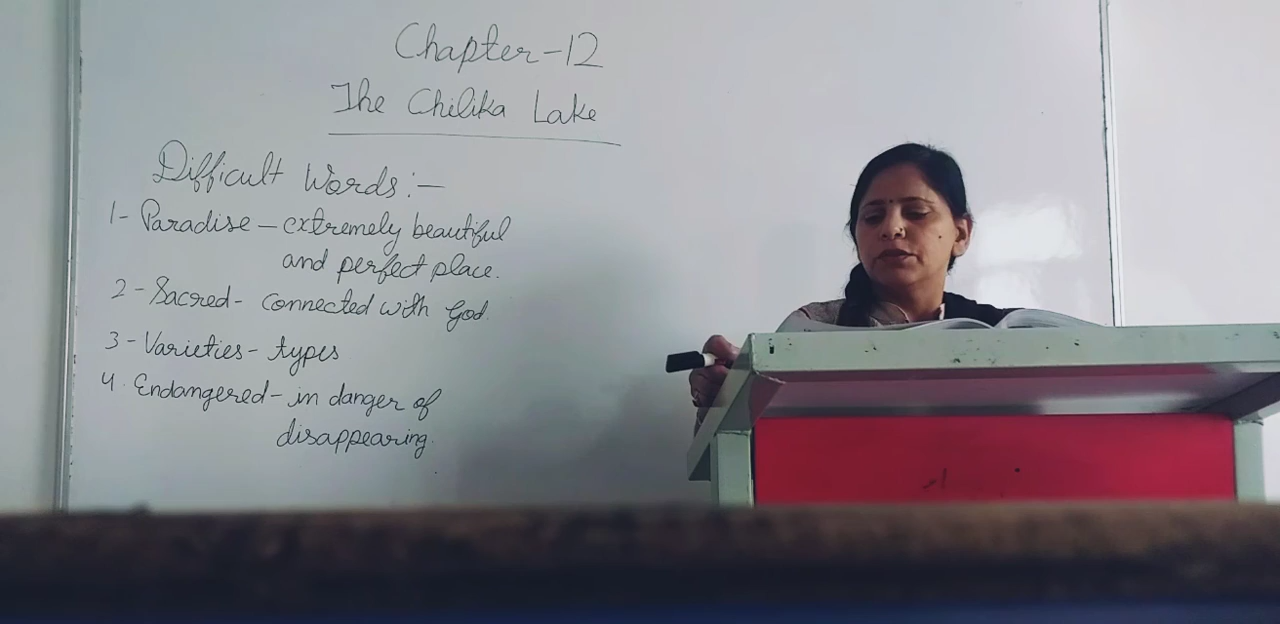 Chapter-12
The Chilika Lake
Difficult Words:-
1- Paradise - extremely beautiful
and perfect place.
2- Sacred- connected with God.
3- Varieties- types
4. Endangered- in danger of
disappearing.